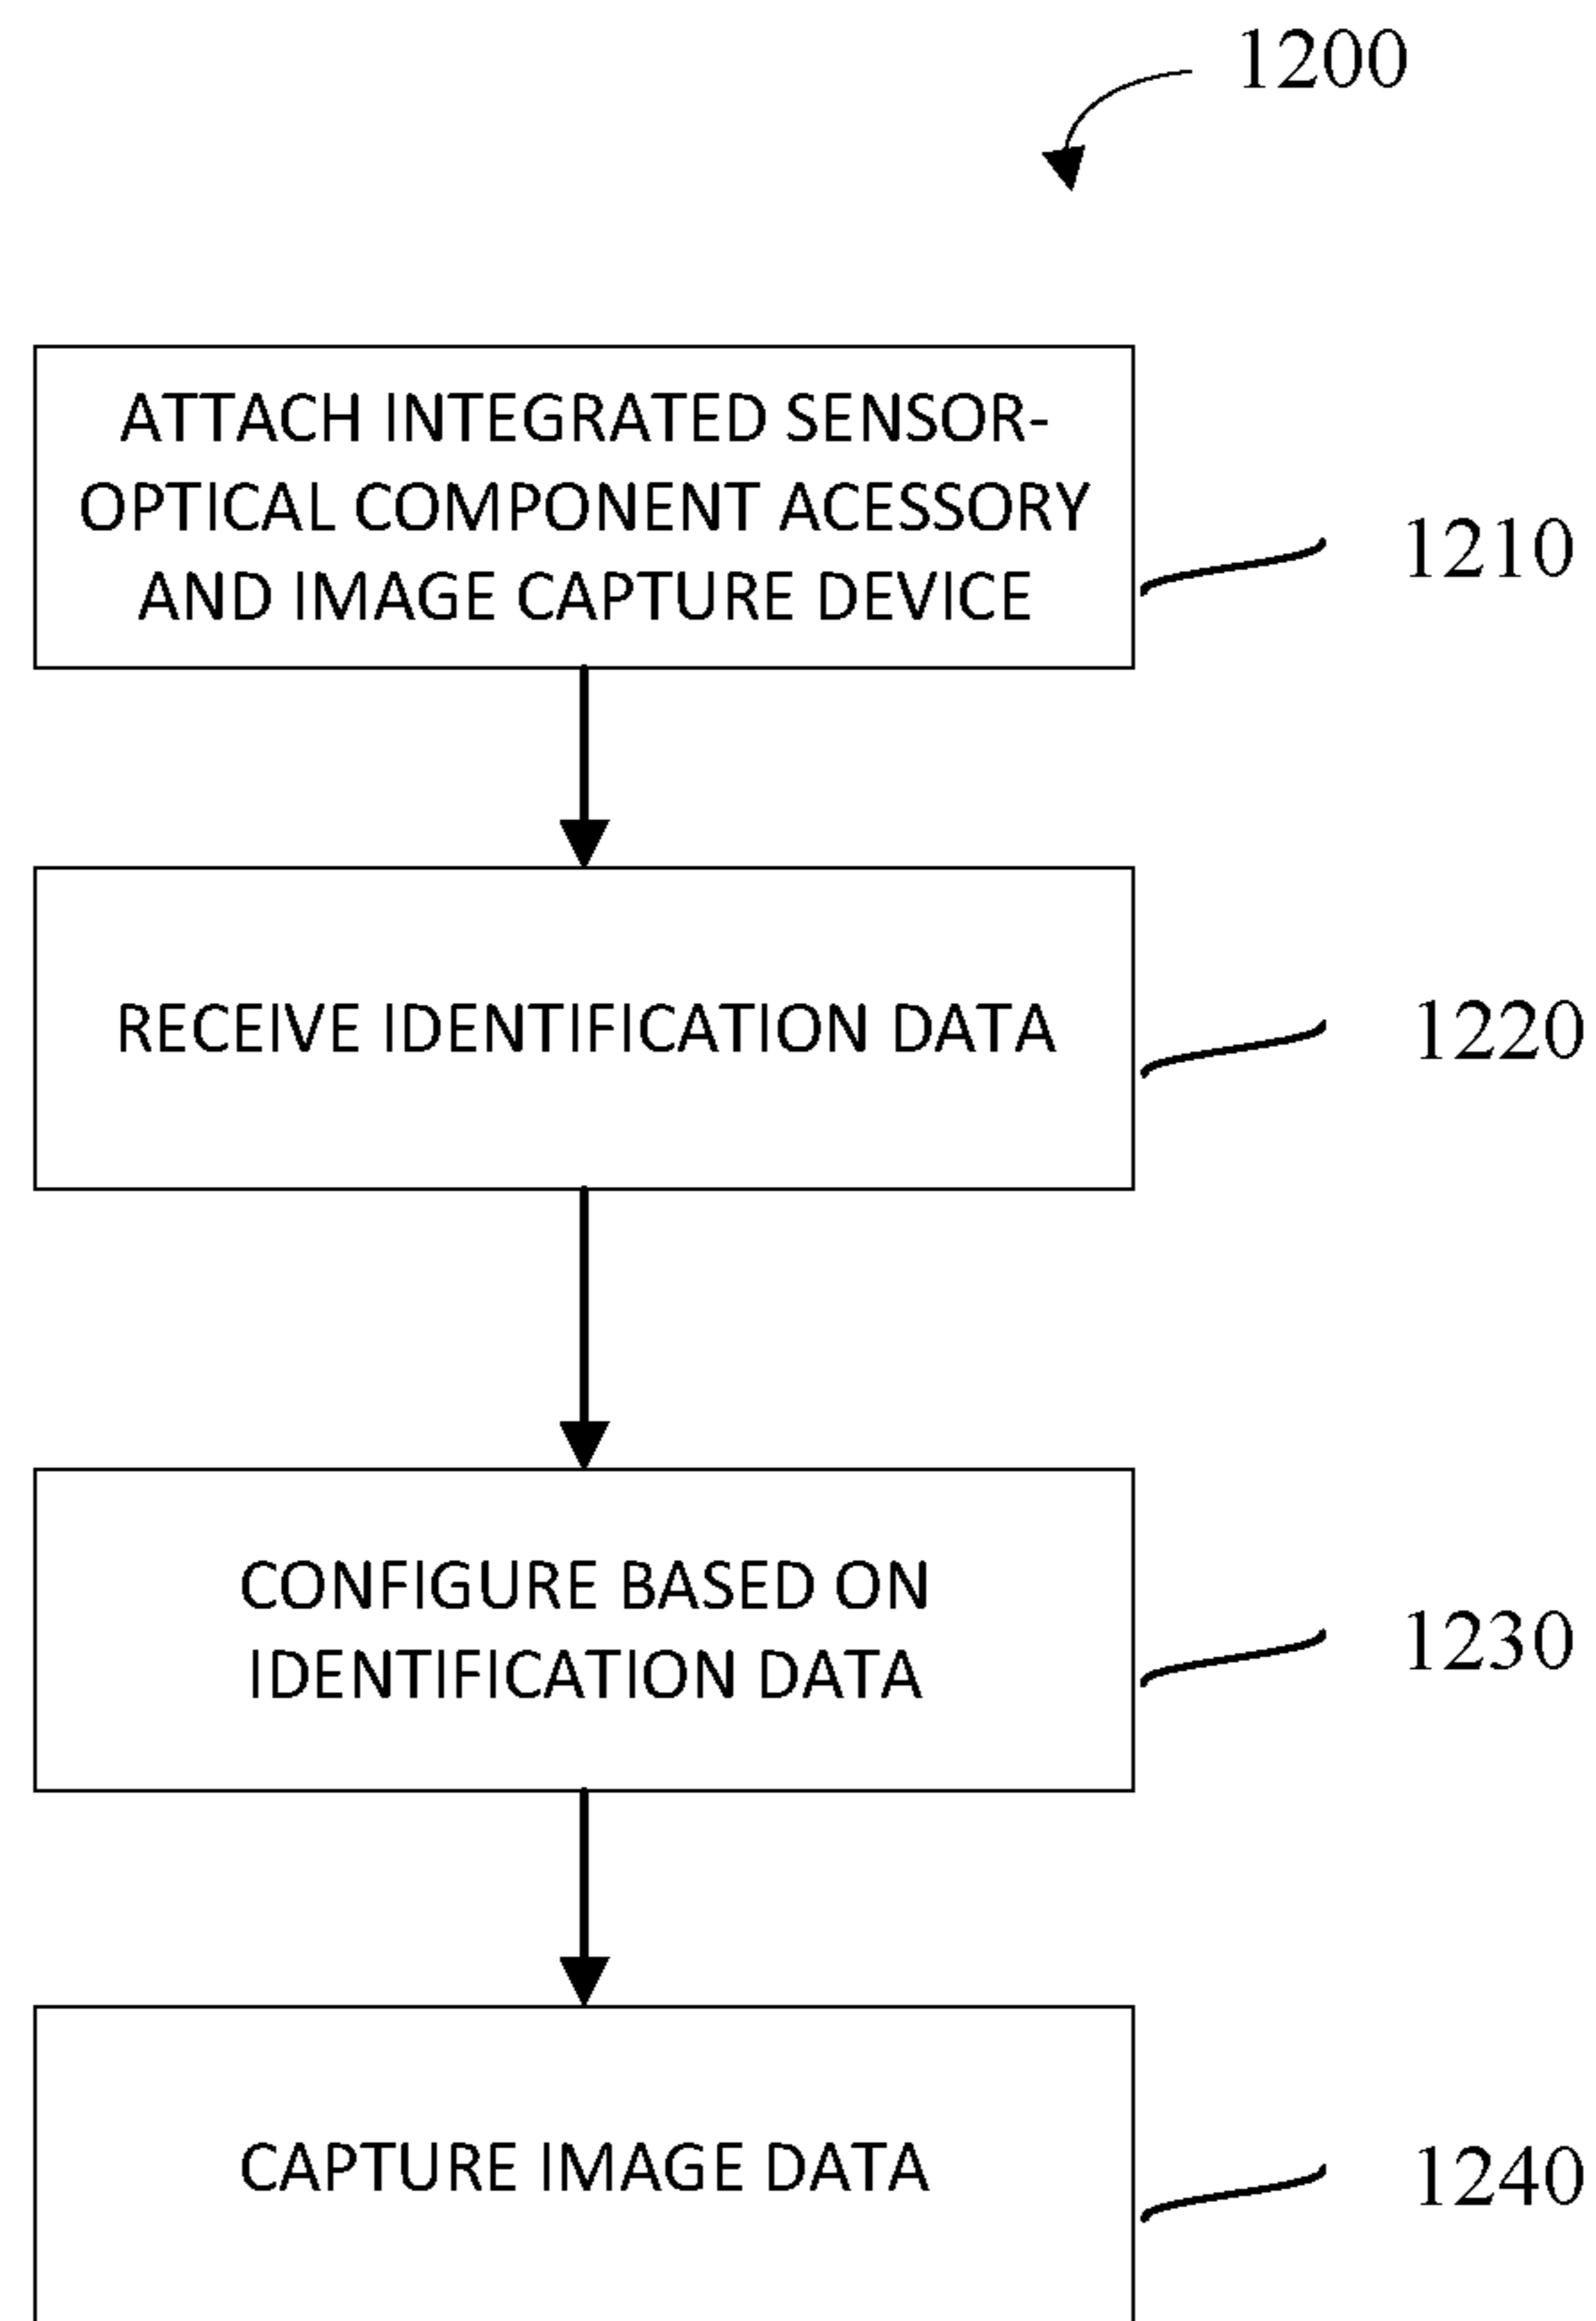 1200
ATTACH INTEGRATED SENSOR-
OPTICAL COMPONENT ACESSORY
AND IMAGE CAPTURE DEVICE
1210
RECEIVE IDENTIFICATION DATA
1220
CONFIGURE BASED ON
IDENTIFICATION DATA
1230
CAPTURE IMAGE DATA
1240